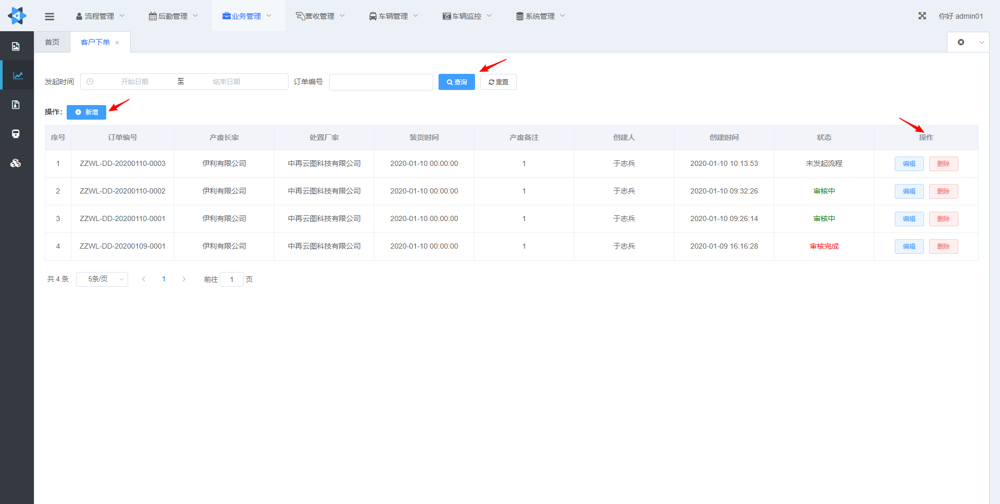 流程管理 后勤管理 业务管理 营收管理 车辆管理 车辆监控 系统管理 你好 admin01
首页 客户下单
发起时间 开始日期 至 结束日期 订单编号 查询 重置
操作: 新增
序号 订单编号 产废长家 处置厂家 装货时间 产废备注 创建人 创建时间 状态 操作
1 ZZWL-DD-20200110-0003 伊利有限公司 中再云图科技有限公司 2020-01-10 00:00:00 1 于志兵 2020-01-10 10:13:53 未发起流程 编辑 删除
2 ZZWL-DD-20200110-0002 伊利有限公司 中再云图科技有限公司 2020-01-10 00:00:00 1 于志兵 2020-01-10 09:32:26 审核中 编辑 删除
3 ZZWL-DD-20200110-0001 伊利有限公司 中再云图科技有限公司 2020-01-10 00:00:00 1 于志兵 2020-01-10 09:26:14 审核中 编辑 删除
4 ZZWL-DD-20200109-0001 伊利有限公司 中再云图科技有限公司 2020-01-10 00:00:00 1 于志兵 2020-01-09 16:16:28 审核完成 编辑 删除
共 4 条 5条/页 1 前往 1 页